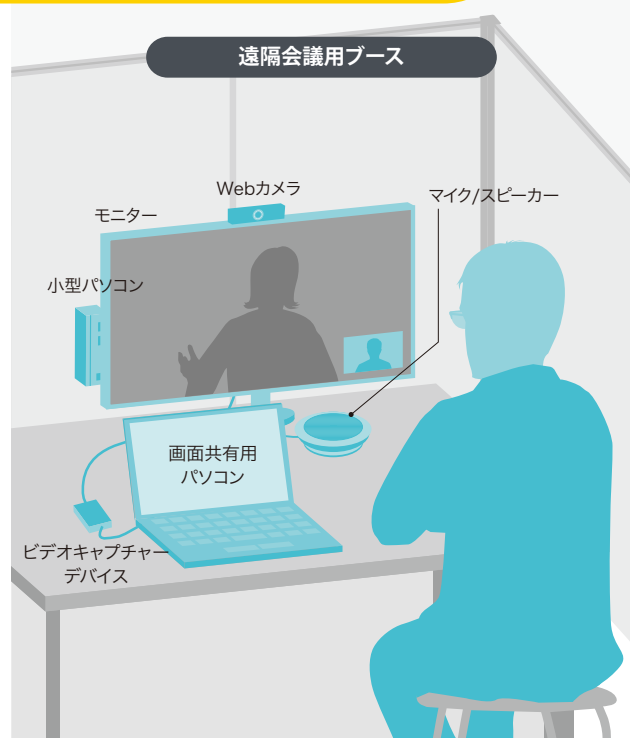 遠隔会議用ブース
Webカメラ
マイク/スピーカー
モニター
小型パソコン
画面共有用
パソコン
ビデオキャプチャー
デバイス